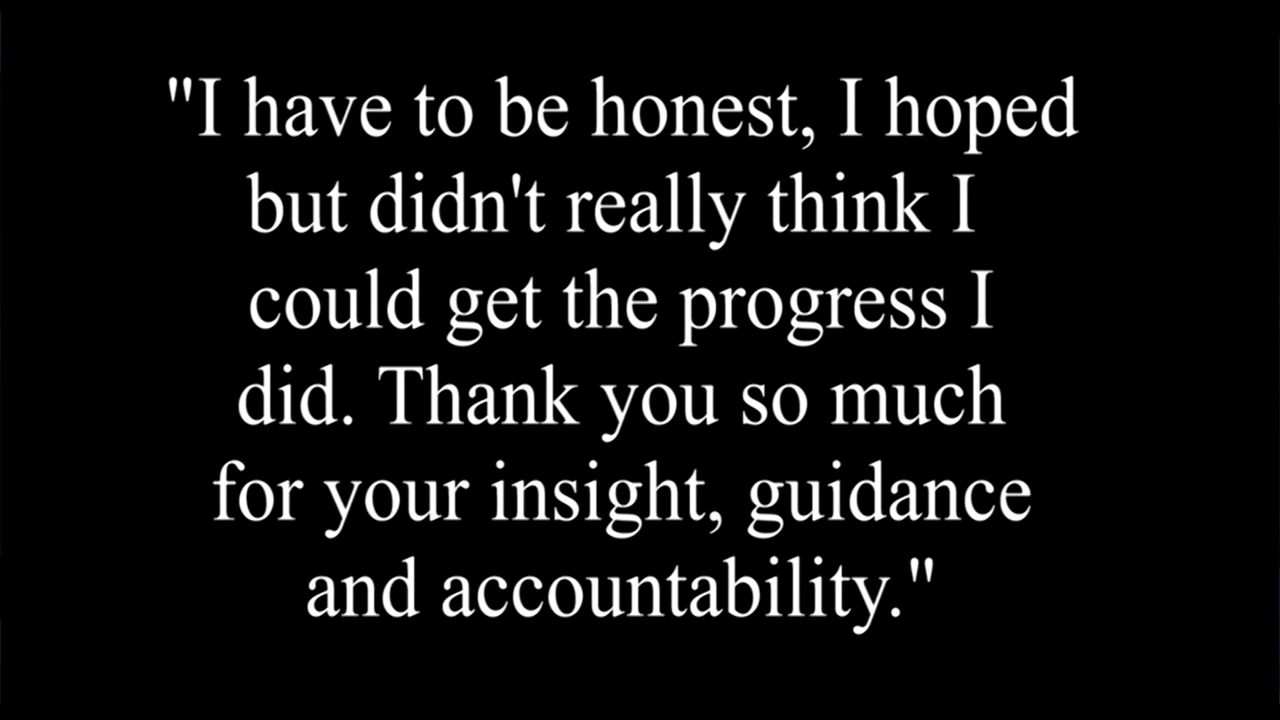 "I have to be honest, I hoped
but didn't really think I
could get the progress I
did. Thank you so much
for your insight, guidance
and accountability."